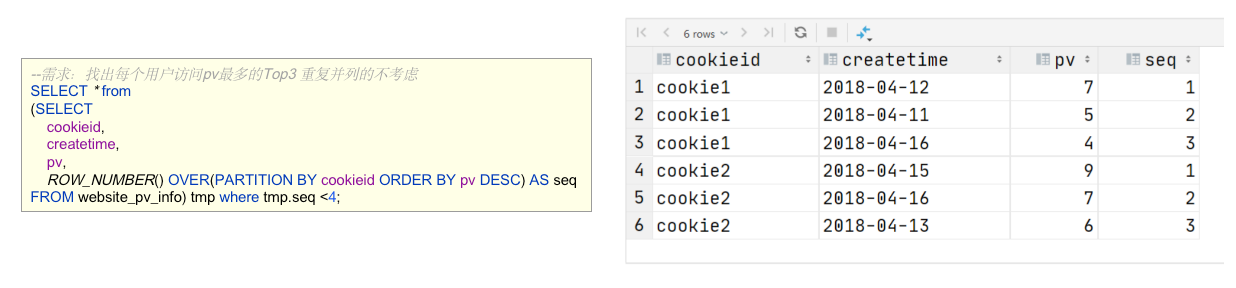 --需求：找出每个用户访问pv最多的Top3 重复并列的不考虑
SELECT * from
(SELECT
cookieid,
createtime,
pv,
ROW_NUMBER() OVER(PARTITION BY cookieid ORDER BY pv DESC) AS seq
FROM website_pv_info) tmp where tmp.seq <4;
6 rows
cookieid createtime pv seq
1 cookie1 2018-04-12 7 1
2 cookie1 2018-04-11 5 2
3 cookie1 2018-04-16 4 3
4 cookie2 2018-04-15 9 1
5 cookie2 2018-04-16 7 2
6 cookie2 2018-04-13 6 3